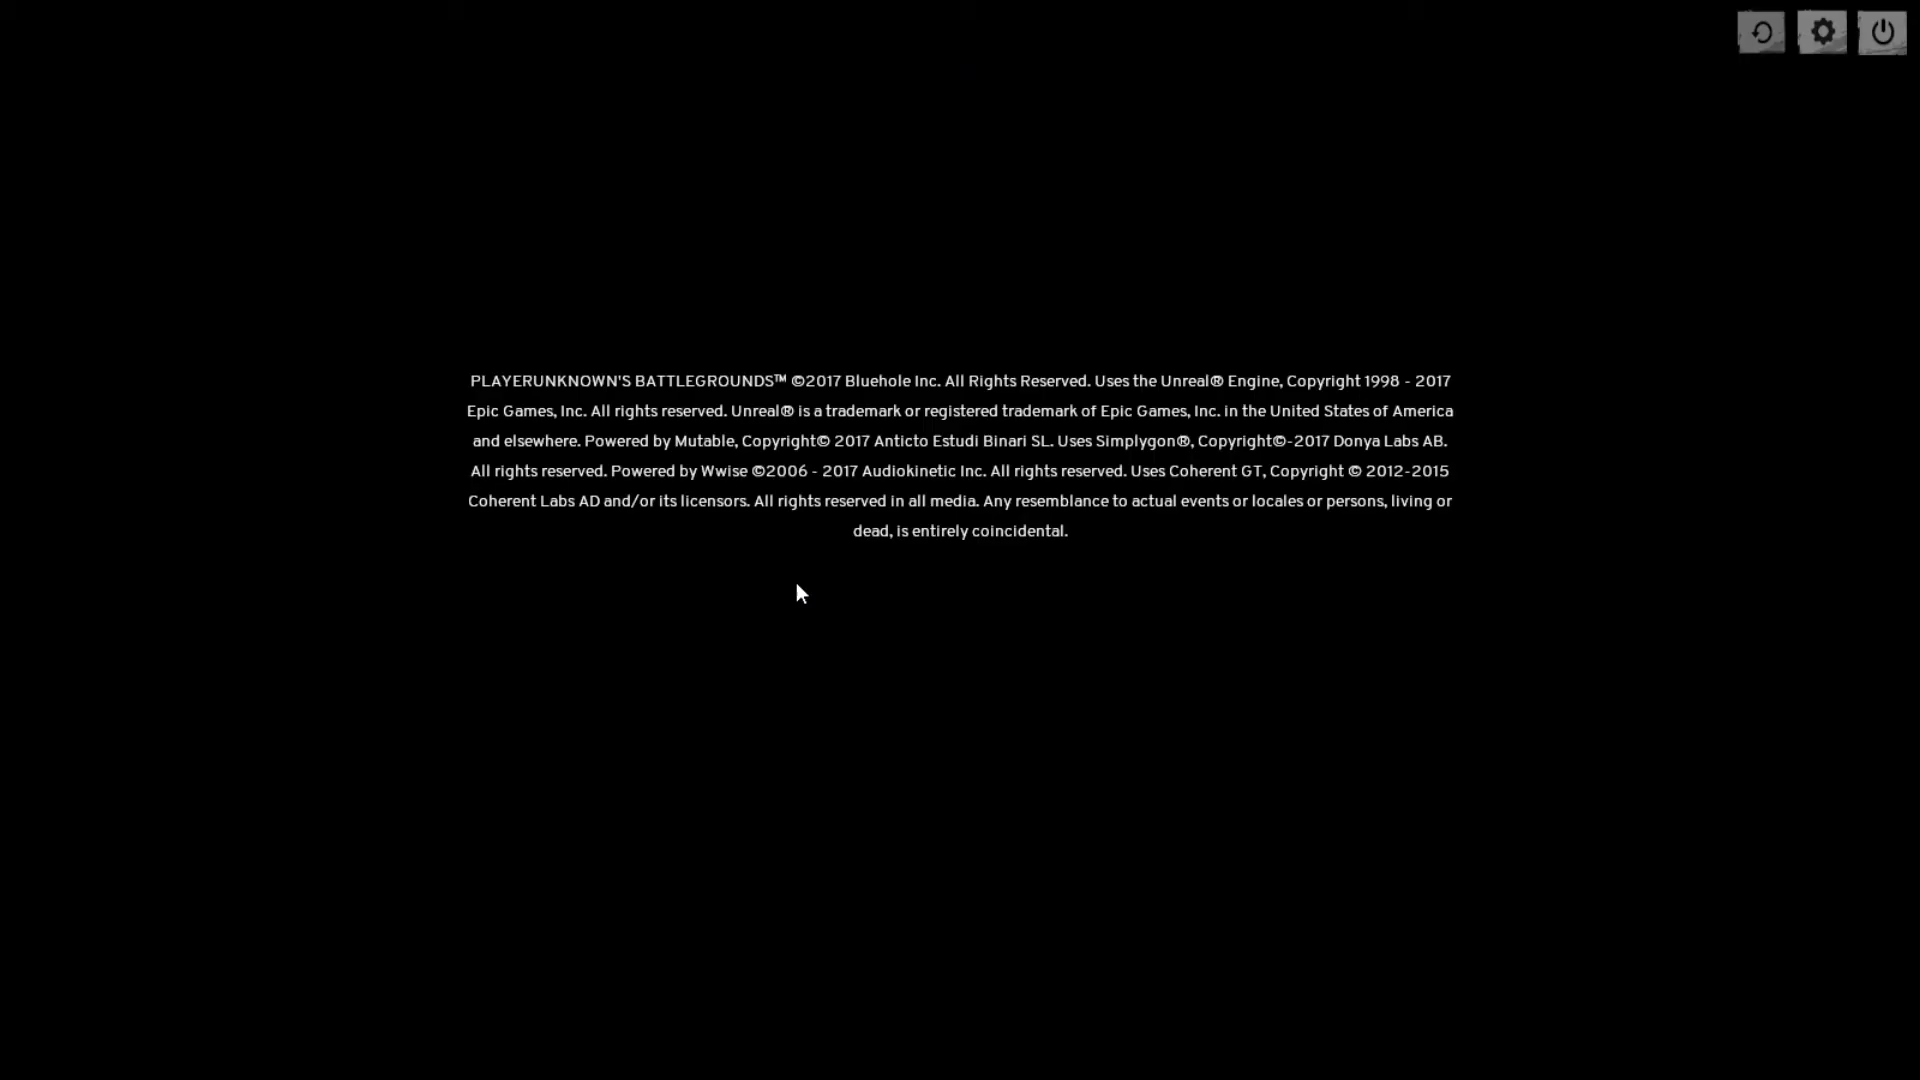 PLAYERUNKNOWN'S BATTLEGROUNDS™ ©2017 Bluehole Inc. All Rights Reserved. Uses the Unreal® Engine, Copyright 1998 - 2017
Epic Games, Inc. All rights reserved. Unreal® is a trademark or registered trademark of Epic Games, Inc. in the United States of America
and elsewhere. Powered by Mutable, Copyright© 2017 Anticto Estudi Binari SL. Uses Simplygon®, Copyright©-2017 Donya Labs AB.
All rights reserved. Powered by Wwise ©2006 - 2017 Audiokinetic Inc. All rights reserved. Uses Coherent GT, Copyright © 2012-2015
Coherent Labs AD and/or its licensors. All rights reserved in all media. Any resemblance to actual events or locales or persons, living or
dead, is entirely coincidental.